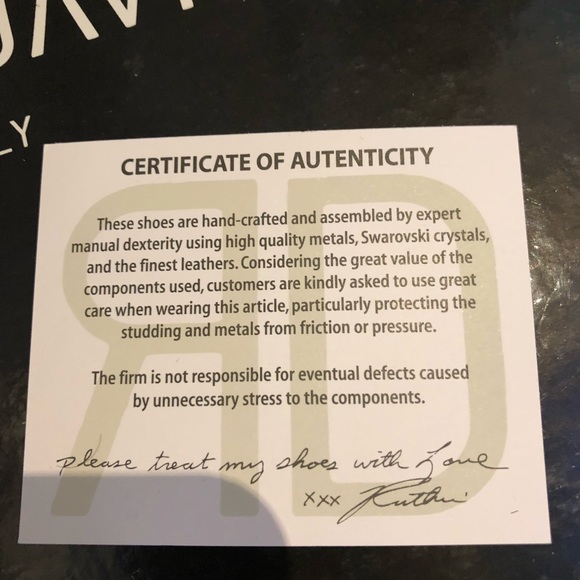 DAV
LY
CERTIFICATE OF AUTENTICITY
These shoes are hand-crafted and assembled by expert
manual dexterity using high quality metals, Swarovski crystals,
and the finest leathers. Considering the great value of the
components used, customers are kindly asked to use great
care when wearing this article, particularly protecting the
studding and metals from friction or pressure.
The firm is not responsible for eventual defects caused
by unnecessary stress to the components.
please treat my shoes with Love
xxx Ruthie